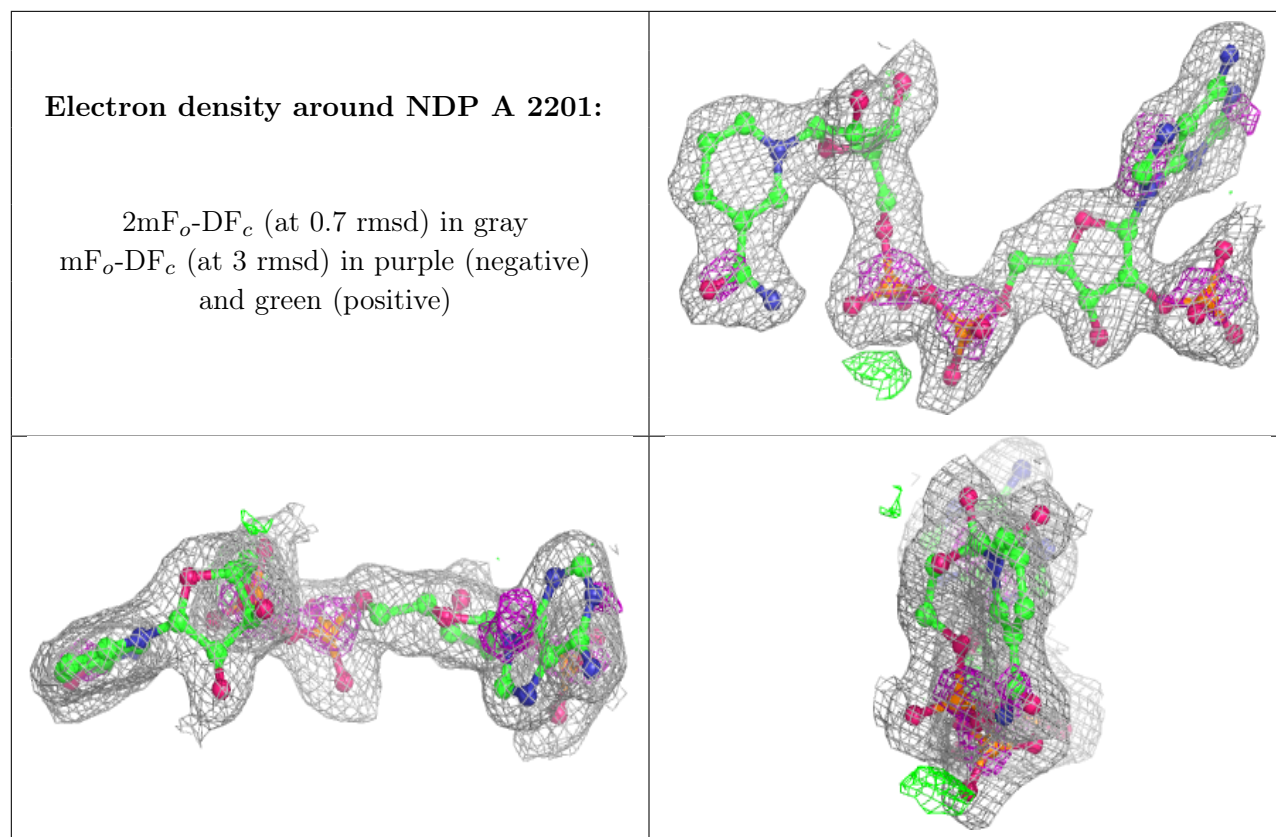 Electron density around NDP A 2201:
2mFₒ-DF𝒸 (at 0.7 rmsd) in gray
mFₒ-DF𝒸 (at 3 rmsd) in purple (negative)
and green (positive)